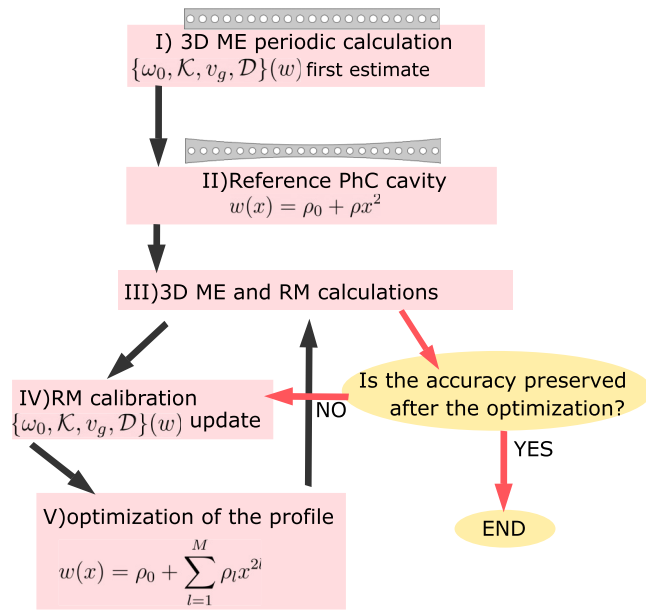 I) 3D ME periodic calculation
{ω₀, 𝒦, v_g, 𝒟}(w) first estimate
II)Reference PhC cavity
w(x) = ρ₀ + ρx²
III)3D ME and RM calculations
IV)RM calibration
{ω₀, 𝒦, v_g, 𝒟}(w) update
Is the accuracy preserved
after the optimization?
NO
YES
V)optimization of the profile
w(x) = ρ₀ + ∑_{l=1}^{M} ρ_l x^{2l}
END